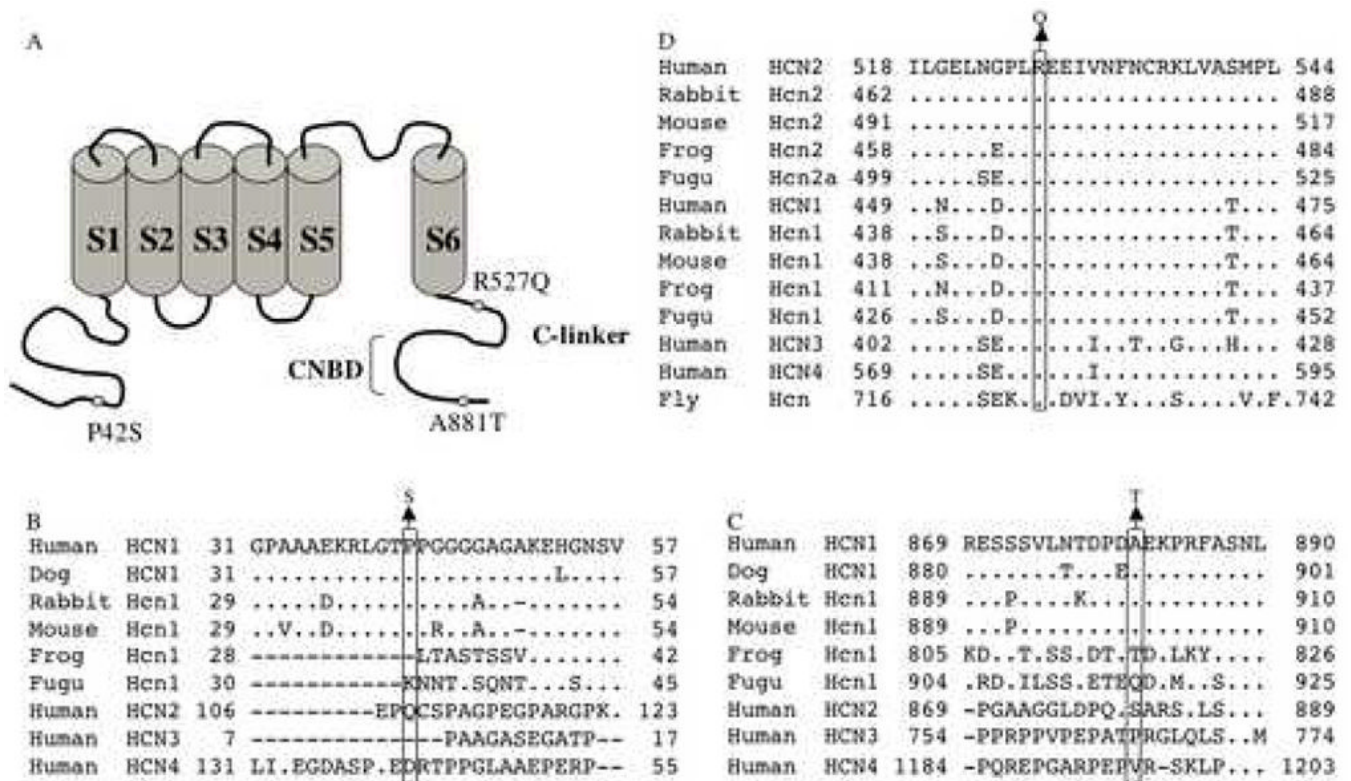 A
S1 S2 S3 S4 S5 S6
R527Q
C-linker
CNBD
A881T
P42S
D
Q
Human HCN2 518 ILGELNGPLREEIVNFNCRKLVASMPL 544
Rabbit Hcn2 462 ........................... 488
Mouse Hcn2 491 ........................... 517
Frog Hcn2 458 ......E.................... 484
Fugu Hcn2a 499 .....SE.................... 525
Human HCN1 449 ..N...D................T... 475
Rabbit Hcn1 438 ..S...D................T... 464
Mouse Hcn1 438 ..S...D................T... 464
Frog Hcn1 411 ..N...D................T... 437
Fugu Hcn1 426 ..S...D................T... 452
Human HCN3 402 .....SE......I..T..G...H... 428
Human HCN4 569 .....SE......I............. 595
Fly Hcn 716 .....SEK...DVI.Y...S....V.F. 742
B
S
Human HCN1 31 GPAAAEKRLGTPPGGGGAGAKEHGNSV 57
Dog HCN1 31 ......................L.... 57
Rabbit Hcn1 29 .....D..........A..-....... 54
Mouse Hcn1 29 ..V..D.......R..A..-....... 54
Frog Hcn1 28 ------------LTASTSSV....... 42
Fugu Hcn1 30 -----------KNNT.SQNT...S... 45
Human HCN2 106 ---------EPQCSPAGPEGPARGPK. 123
Human HCN3 7 --------------PAAGASEGATP-- 17
Human HCN4 131 LI.EGDASP.EDRTPPGLAAEPERP-- 55
C
T
Human HCN1 869 RESSSVLNTDPDAEKPRFASNL 890
Dog HCN1 880 .......T...E.......... 901
Rabbit Hcn1 889 ...P....K............. 910
Mouse Hcn1 889 ...P.................. 910
Frog Hcn1 805 KD..T.SS.DT.TD.LKY.... 826
Fugu Hcn1 904 .RD.ILSS.ETEQD.M..S... 925
Human HCN2 869 -PGAAGGLDPQ.SARS.LS... 889
Human HCN3 754 -PPRPPVPEPATPRGLQLS..M 774
Human HCN4 1184 -PQREPGARPEPVR-SKLP... 1203